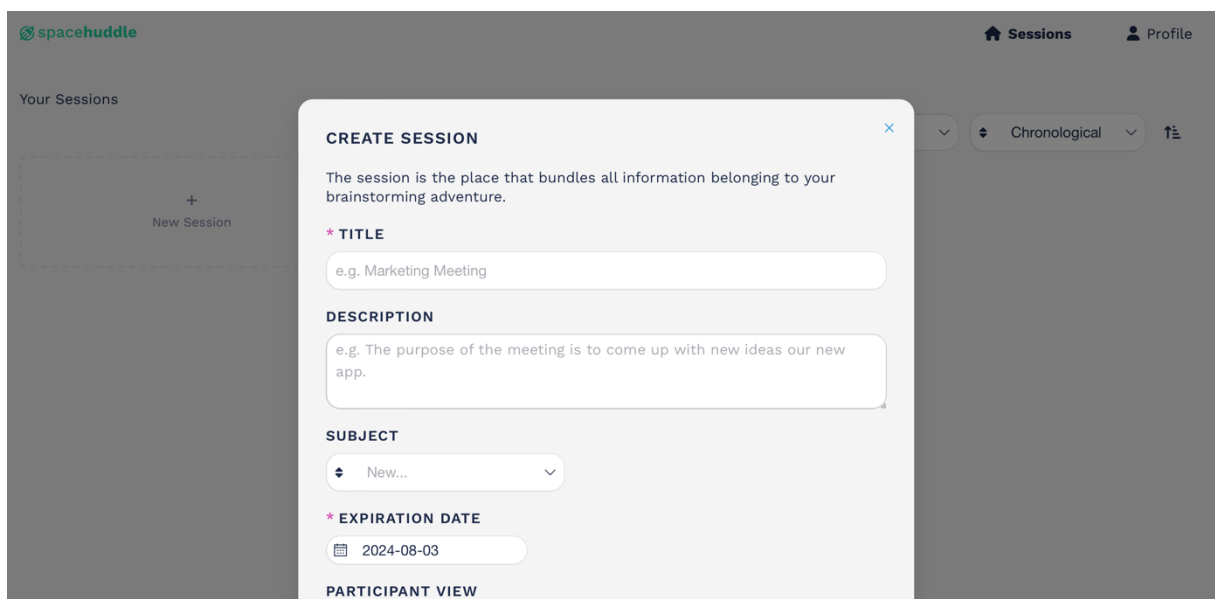 spacehuddle
Sessions
Profile
Your Sessions
Chronological
+
New Session
CREATE SESSION
The session is the place that bundles all information belonging to your
brainstorming adventure.
* TITLE
e.g. Marketing Meeting
DESCRIPTION
e.g. The purpose of the meeting is to come up with new ideas our new
app.
SUBJECT
New...
* EXPIRATION DATE
2024-08-03
PARTICIPANT VIEW